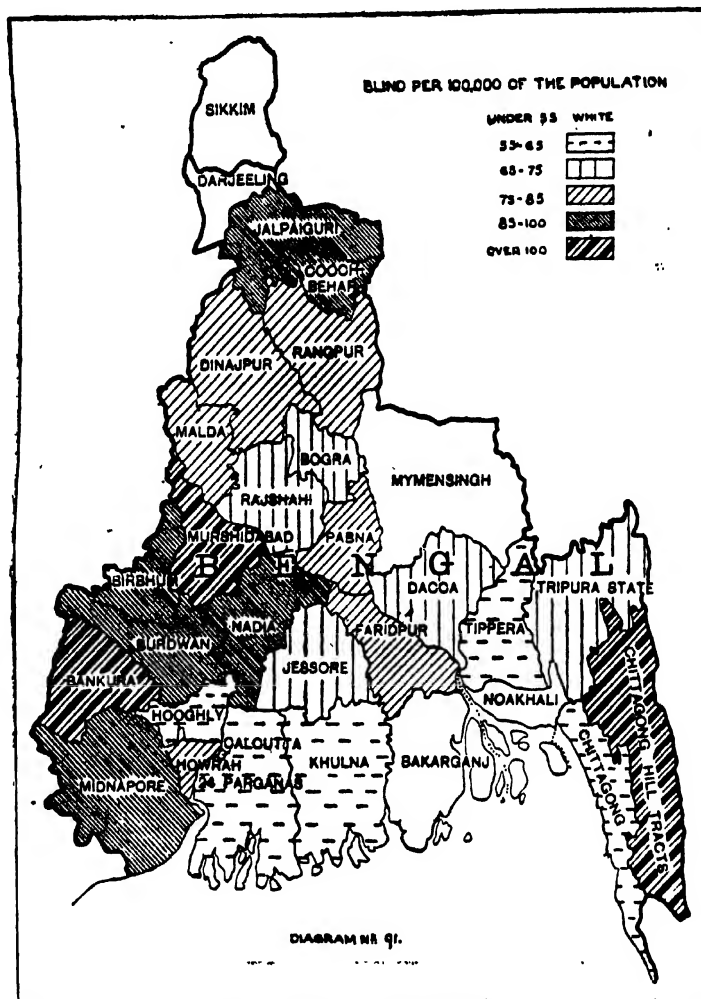 BLIND PER 100,000 OF THE POPULATION
UNDER 55 WHITE
55-65
65-75
75-85
85-100
OVER 100
SIKKIM
DARJEELING
JALPAIGURI
COOCH
BEHAR
DINAJPUR
RANGPUR
MALDA
BOGRA
RAJSHAHI
MYMENSINGH
MURSHIDABAD
PABNA
BENGAL
BIRBHUM
DACCA
TRIPURA STATE
BURDWAN
NADIA
FARIDPUR
TIPPERA
BANKURA
JESSORE
NOAKHALI
CHITTAGONG HILL TRACTS
HOOGHLY
CALCUTTA
HOWRAH
24 PARGANAS
KHULNA
BAKARGANJ
CHITTAGONG
MIDNAPORE
DIAGRAM No 91.